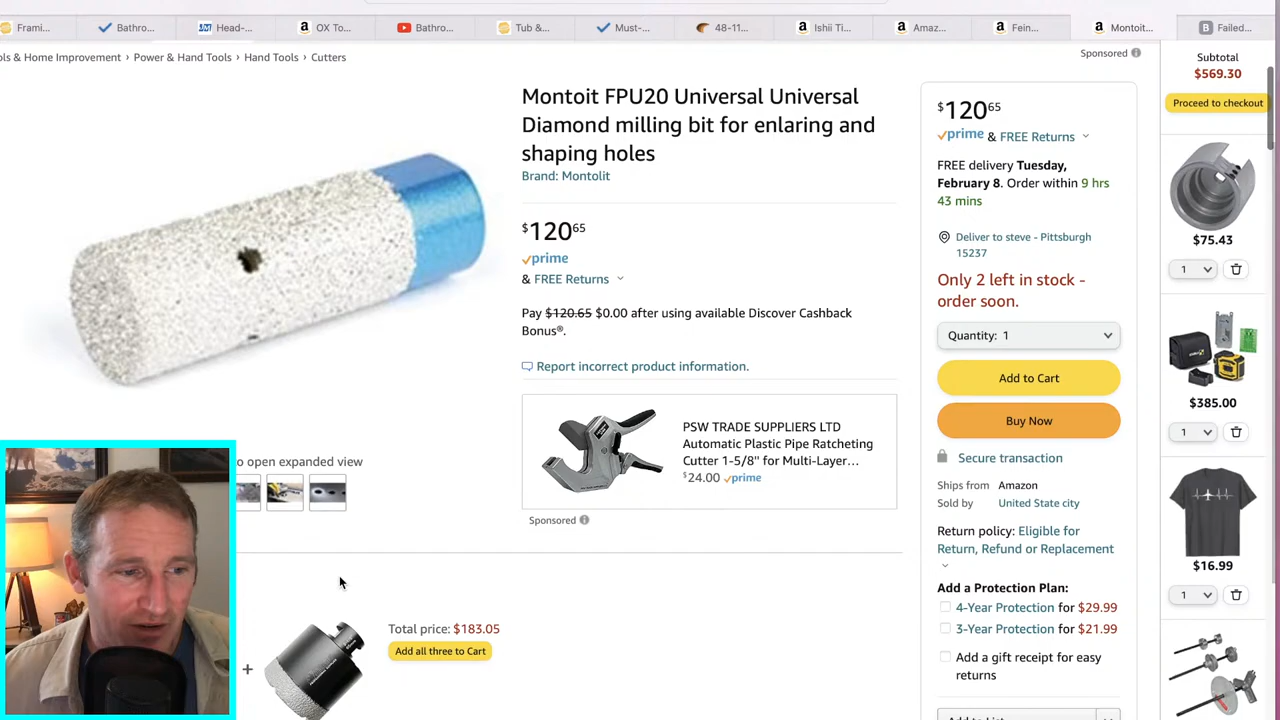 Frami...
Bathro...
Head-...
OX To...
Bathro...
Tub &...
Must-...
48-11...
Ishii Ti...
Amaz...
Fein...
Montoit...
Failed...
ols & Home Improvement › Power & Hand Tools › Hand Tools › Cutters
Sponsored
Montoit FPU20 Universal Universal
Diamond milling bit for enlaring and
shaping holes
Brand: Montolit
$12065
prime
& FREE Returns
Pay $120.65 $0.00 after using available Discover Cashback
Bonus®.
Report incorrect product information.
PSW TRADE SUPPLIERS LTD
Automatic Plastic Pipe Ratcheting
Cutter 1-5/8" for Multi-Layer...
$24.00 prime
Sponsored
o open expanded view
+
Total price: $183.05
Add all three to Cart
$12065
prime & FREE Returns
FREE delivery Tuesday,
February 8. Order within 9 hrs
43 mins
Deliver to steve - Pittsburgh
15237
Only 2 left in stock -
order soon.
Quantity: 1
Add to Cart
Buy Now
Secure transaction
Ships from Amazon
Sold by United State city
Return policy: Eligible for
Return, Refund or Replacement
Add a Protection Plan:
4-Year Protection for $29.99
3-Year Protection for $21.99
Add a gift receipt for easy
returns
Add to List
Subtotal
$569.30
Proceed to checkout
$75.43
1
$385.00
1
$16.99
1